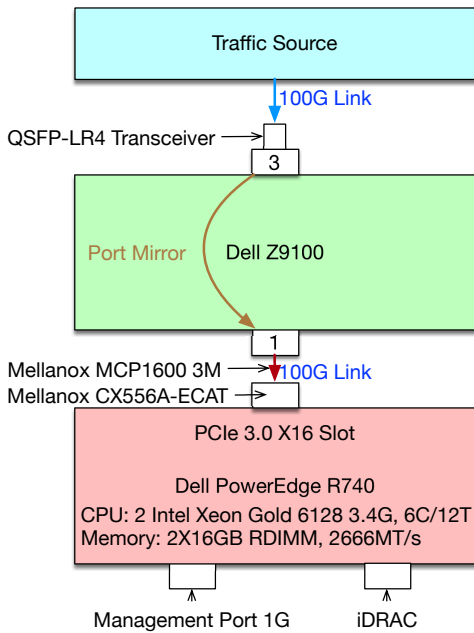 Traffic Source
100G Link
QSFP-LR4 Transceiver
3
Port Mirror
Dell Z9100
1
Mellanox MCP1600 3M
100G Link
Mellanox CX556A-ECAT
PCIe 3.0 X16 Slot
Dell PowerEdge R740
CPU: 2 Intel Xeon Gold 6128 3.4G, 6C/12T
Memory: 2X16GB RDIMM, 2666MT/s
Management Port 1G
iDRAC